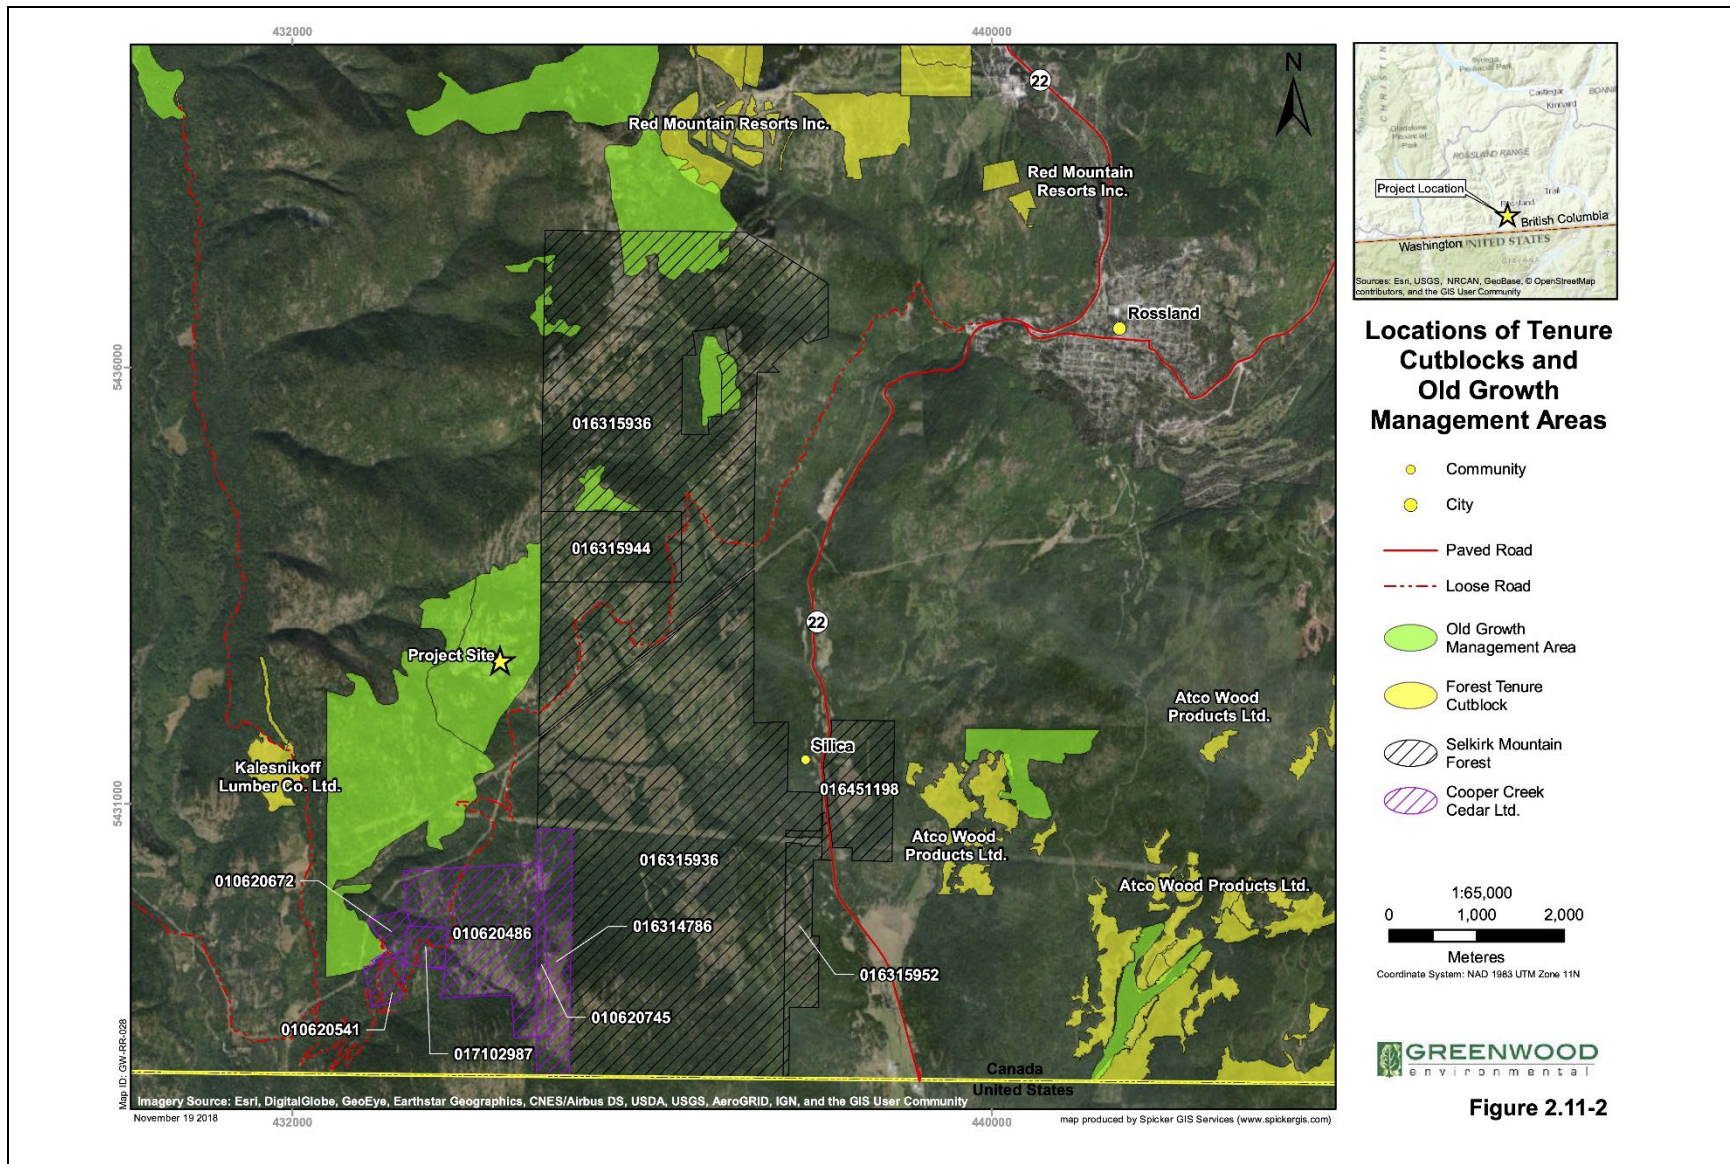 432000
440000
N
22
Red Mountain Resorts Inc.
Red Mountain
Resorts Inc.
Rossland
5436000
016315936
016315944
22
Project Site
Atco Wood
Products Ltd.
Silica
Kalesnikoff
Lumber Co. Ltd.
016451198
5431000
Atco Wood
Products Ltd.
016315936
Atco Wood Products Ltd.
010620672
010620486
016314786
016315952
010620541
010620745
017102987
Canada
United States
Imagery Source: Esri, DigitalGlobe, GeoEye, Earthstar Geographics, CNES/Airbus DS, USDA, USGS, AeroGRID, IGN, and the GIS User Community
Map ID: GW-RR-028
November 19 2018
432000
440000
map produced by Spicker GIS Services (www.spickergis.com)
Castlegar
Kinnaird
ROSSLAND RANGE
Trail
Project Location
Rossland
British Columbia
Washington
UNITED STATES
Sources: Esri, USGS, NRCAN, GeoBase, © OpenStreetMap
contributors, and the GIS User Community
Locations of Tenure
Cutblocks and
Old Growth
Management Areas
Community
City
Paved Road
Loose Road
Old Growth
Management Area
Forest Tenure
Cutblock
Selkirk Mountain
Forest
Cooper Creek
Cedar Ltd.
1:65,000
0 1,000 2,000
Meteres
Coordinate System: NAD 1983 UTM Zone 11N
GREENWOOD
environmental
Figure 2.11-2